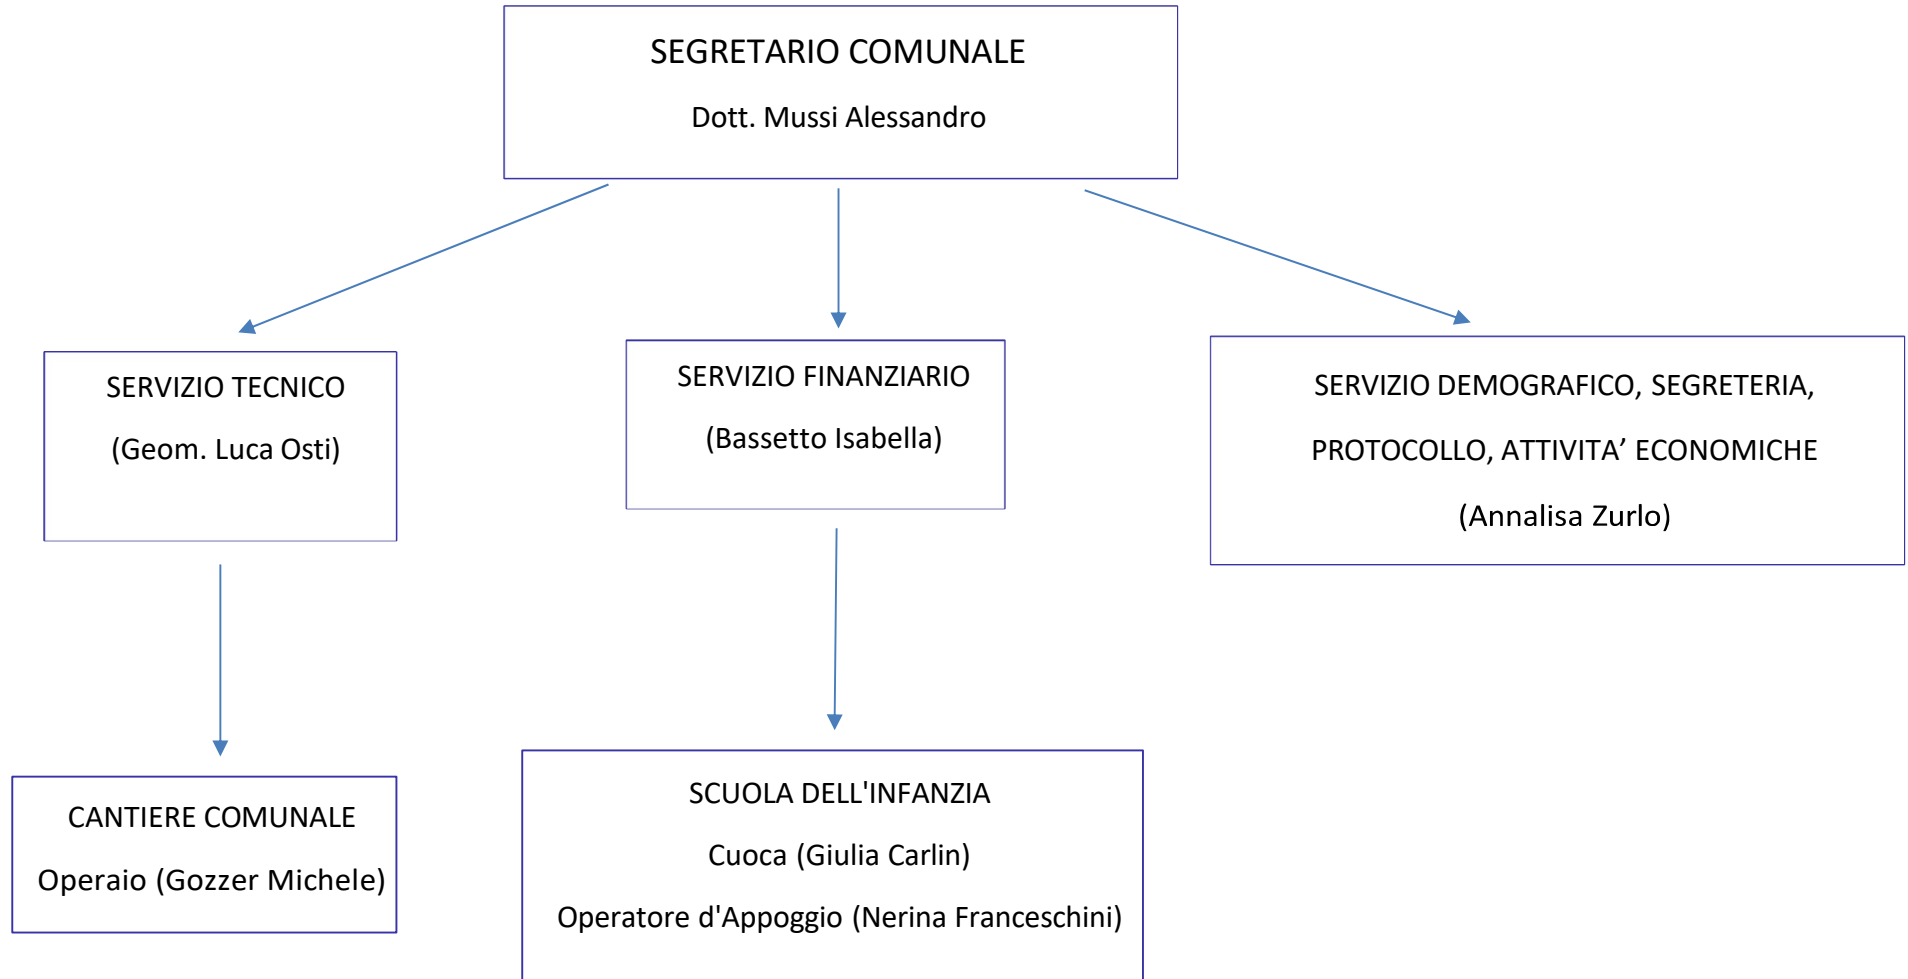 SEGRETARIO COMUNALE
Dott. Mussi Alessandro
SERVIZIO TECNICO
(Geom. Luca Osti)
SERVIZIO FINANZIARIO
(Bassetto Isabella)
SERVIZIO DEMOGRAFICO, SEGRETERIA,
PROTOCOLLO, ATTIVITA’ ECONOMICHE
(Annalisa Zurlo)
CANTIERE COMUNALE
Operaio (Gozzer Michele)
SCUOLA DELL'INFANZIA
Cuoca (Giulia Carlin)
Operatore d'Appoggio (Nerina Franceschini)